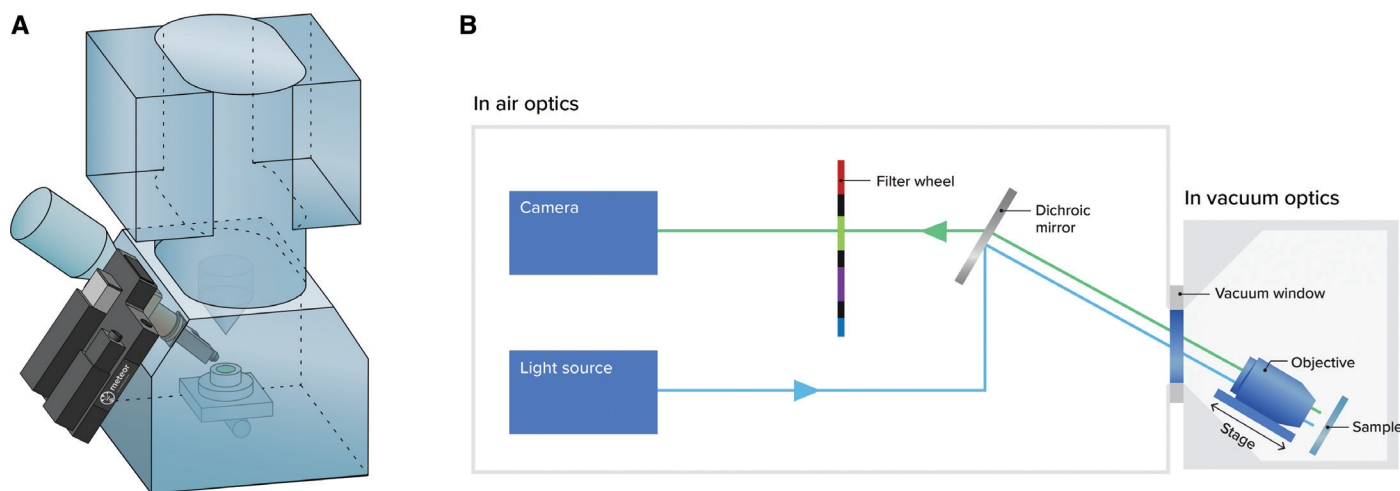 A
B
In air optics
Camera
Filter wheel
Dichroic
mirror
In vacuum optics
Vacuum window
Light source
Objective
Stage
Sample
meteor